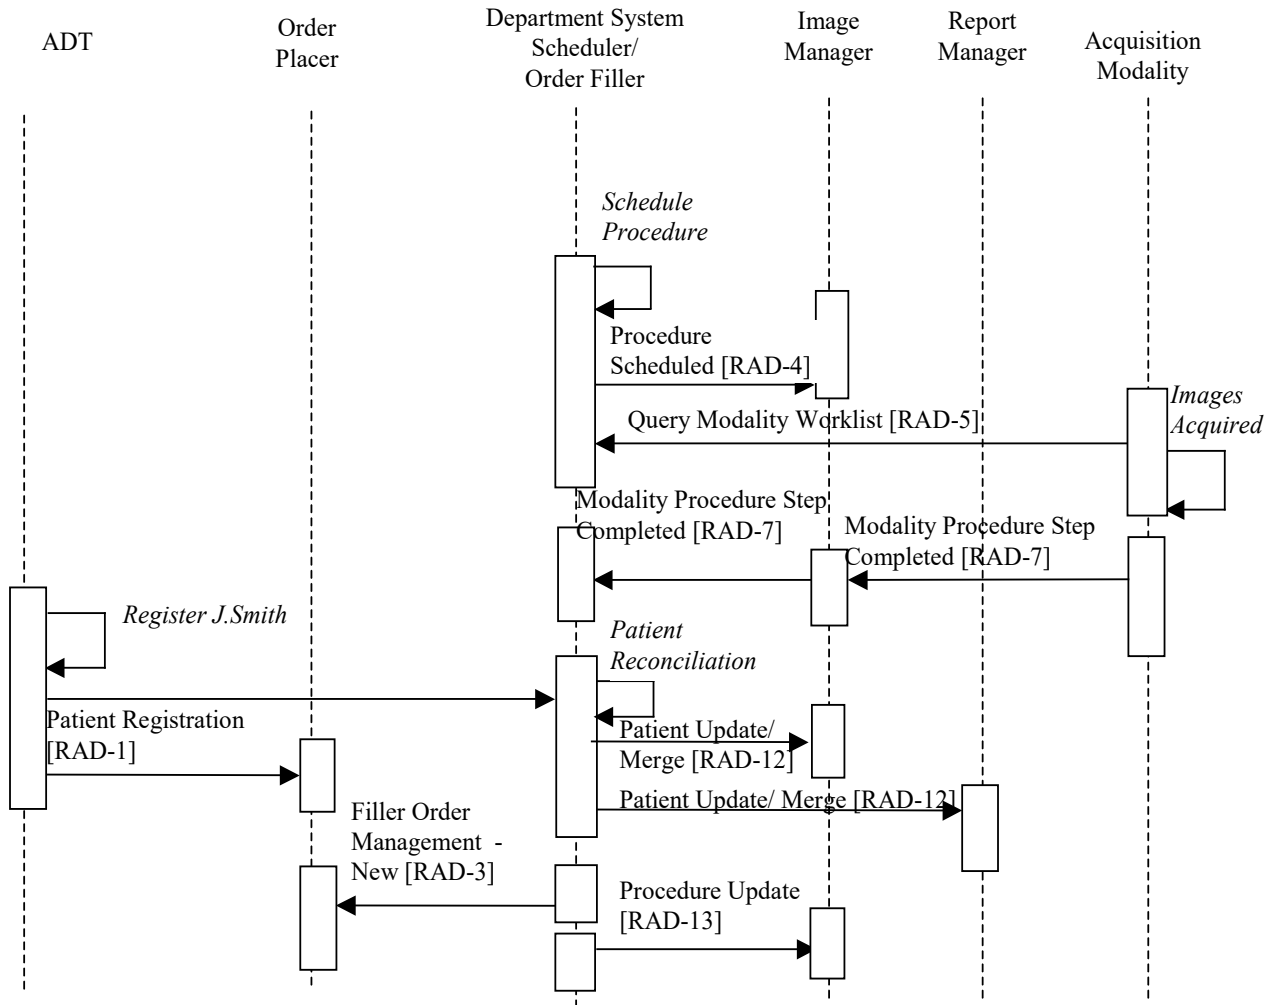 ADT
Order
Placer
Department System
Scheduler/
Order Filler
Image
Manager
Report
Manager
Acquisition
Modality
Schedule
Procedure
Procedure
Scheduled [RAD-4]
Images
Acquired
Query Modality Worklist [RAD-5]
Modality Procedure Step
Completed [RAD-7]
Modality Procedure Step
Completed [RAD-7]
Register J.Smith
Patient
Reconciliation
Patient Registration
[RAD-1]
Patient Update/
Merge [RAD-12]
Patient Update/ Merge [RAD-12]
Filler Order
Management  -
New [RAD-3]
Procedure Update
[RAD-13]